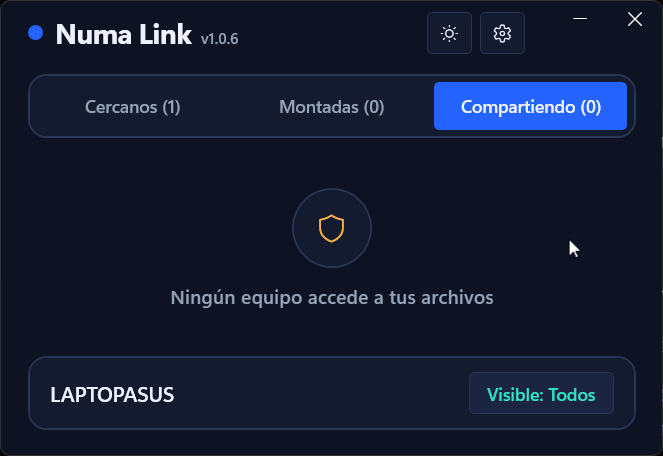 Numa Link v1.0.6
Cercanos (1) Montadas (0) Compartiendo (0)
Ningún equipo accede a tus archivos
LAPTOPASUS Visible: Todos